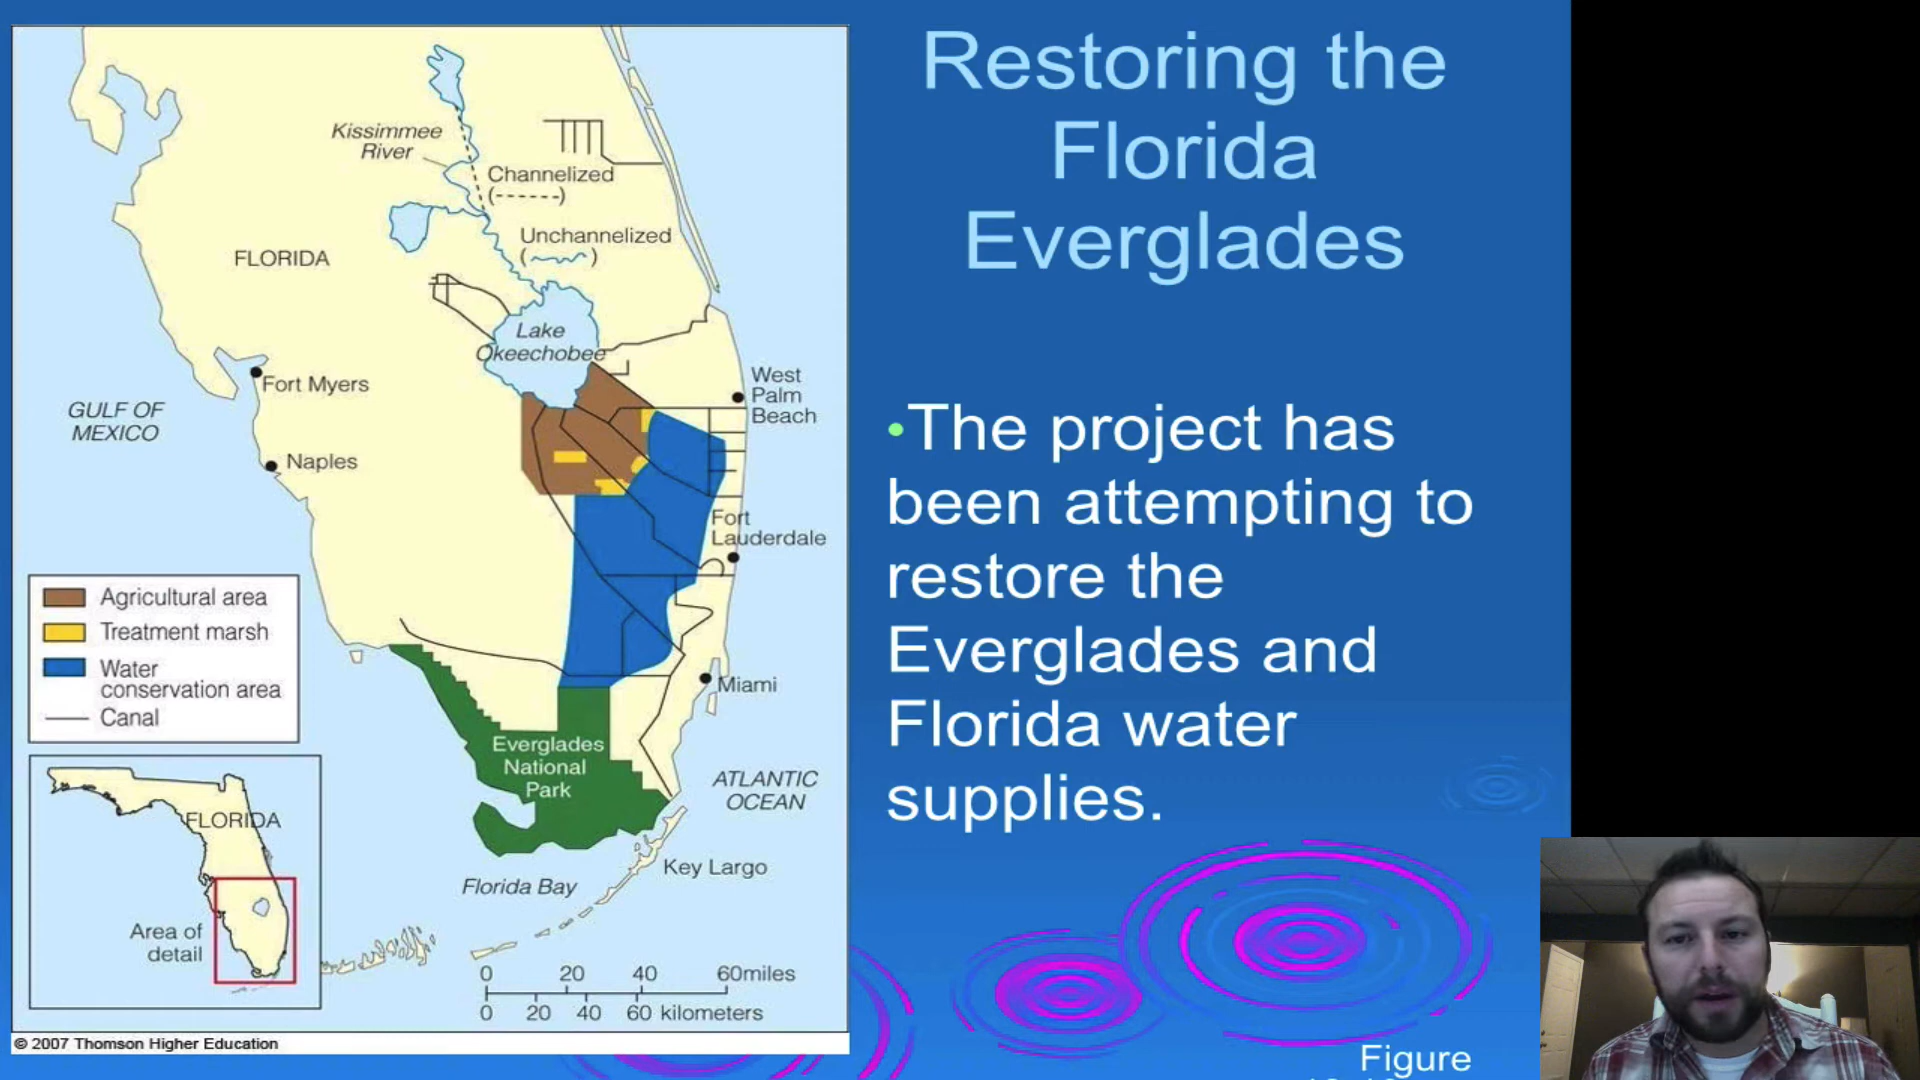 Restoring the
Florida
Everglades
•The project has
been attempting to
restore the
Everglades and
Florida water
supplies.
Figure
Kissimmee
River
Channelized
(------)
Unchannelized
( )
FLORIDA
Lake
Okeechobee
Fort Myers
West
Palm
Beach
GULF OF
MEXICO
Naples
Fort
Lauderdale
Agricultural area
Treatment marsh
Water
conservation area
Canal
Miami
Everglades
National
Park
ATLANTIC
OCEAN
FLORIDA
Key Largo
Florida Bay
Area of
detail
0 20 40 60miles
0 20 40 60 kilometers
© 2007 Thomson Higher Education